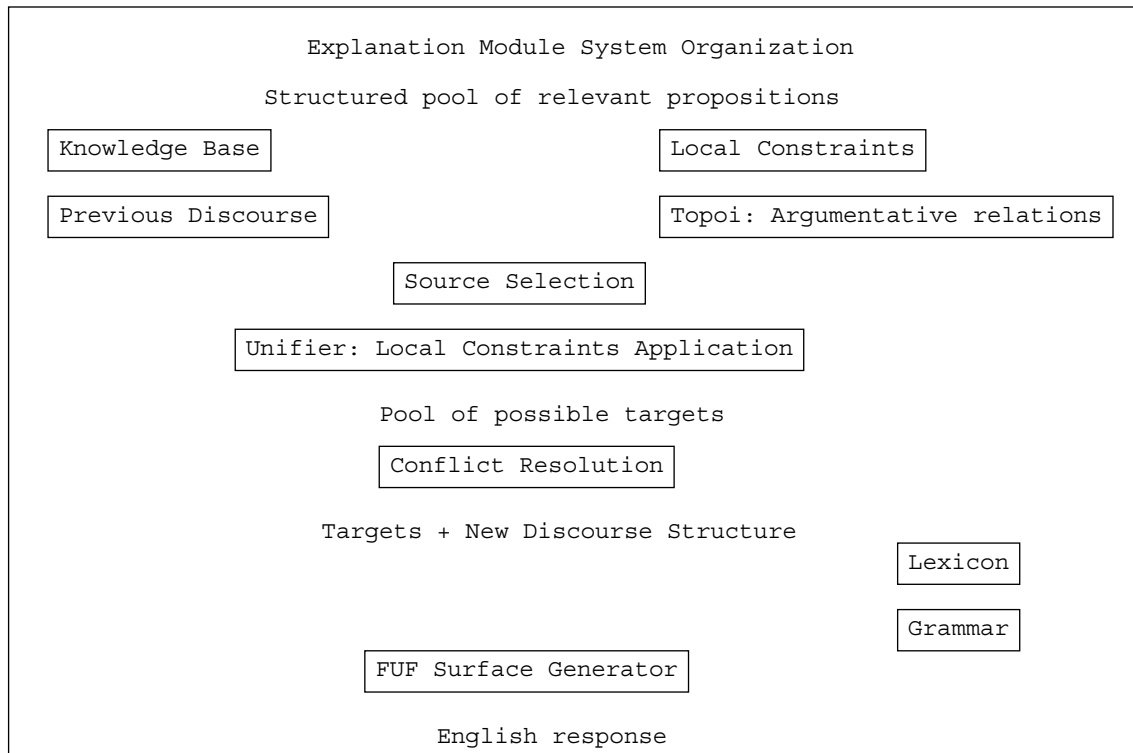 Explanation Module System Organization
Structured pool of relevant propositions
Knowledge Base
Local Constraints
Previous Discourse
Topoi: Argumentative relations
Source Selection
Unifier: Local Constraints Application
Pool of possible targets
Conflict Resolution
Targets + New Discourse Structure
Lexicon
Grammar
FUF Surface Generator
English response